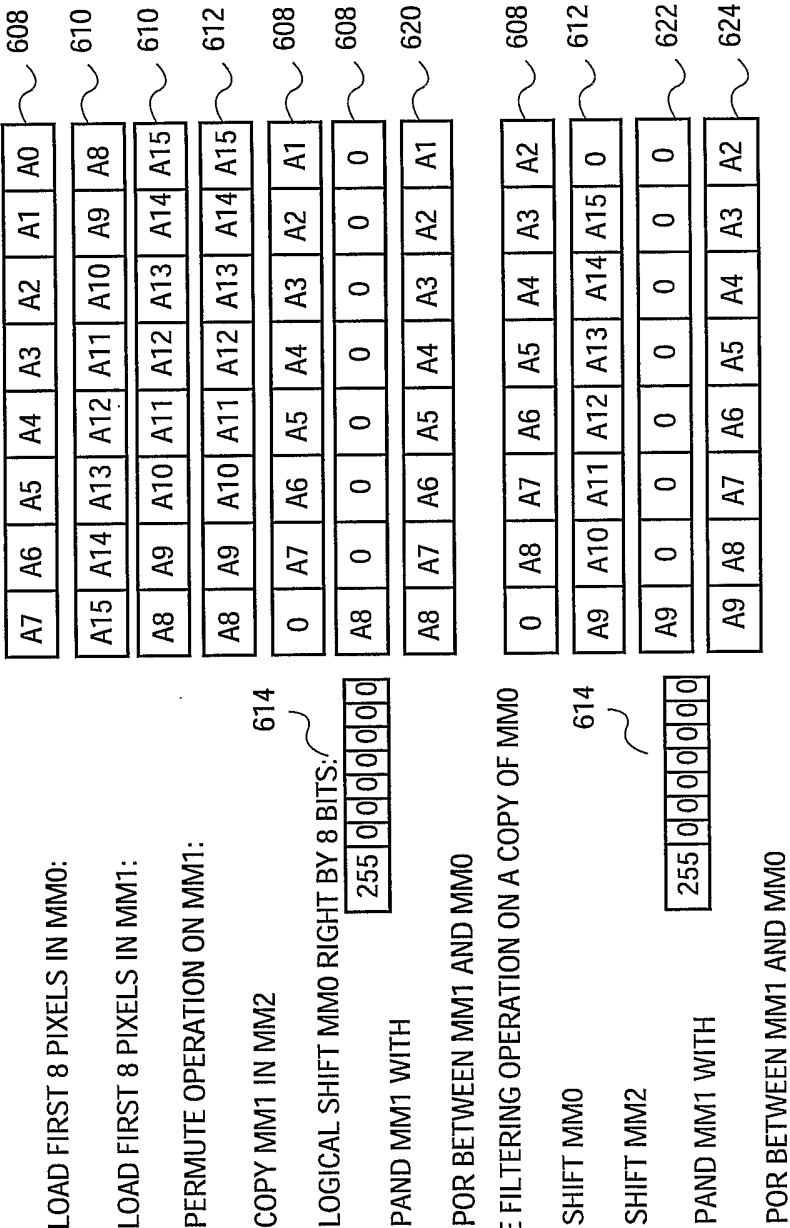 LOAD FIRST 8 PIXELS IN MM0: A7 A6 A5 A4 A3 A2 A1 A0 608
LOAD FIRST 8 PIXELS IN MM1: A15 A14 A13 A12 A11 A10 A9 A8 610
PERMUTE OPERATION ON MM1: A8 A9 A10 A11 A12 A13 A14 A15 610
COPY MM1 IN MM2 A8 A9 A10 A11 A12 A13 A14 A15 612
614
LOGICAL SHIFT MM0 RIGHT BY 8 BITS: 0 A7 A6 A5 A4 A3 A2 A1 608
PAND MM1 WITH 255 0 0 0 0 0 0 0 A8 0 0 0 0 0 0 0 608
POR BETWEEN MM1 AND MM0 A8 A7 A6 A5 A4 A3 A2 A1 620
E FILTERING OPERATION ON A COPY OF MM0
SHIFT MM0 0 A8 A7 A6 A5 A4 A3 A2 608
614
SHIFT MM2 A9 A10 A11 A12 A13 A14 A15 0 612
PAND MM1 WITH 255 0 0 0 0 0 0 0 A9 0 0 0 0 0 0 0 622
POR BETWEEN MM1 AND MM0 A9 A8 A7 A6 A5 A4 A3 A2 624